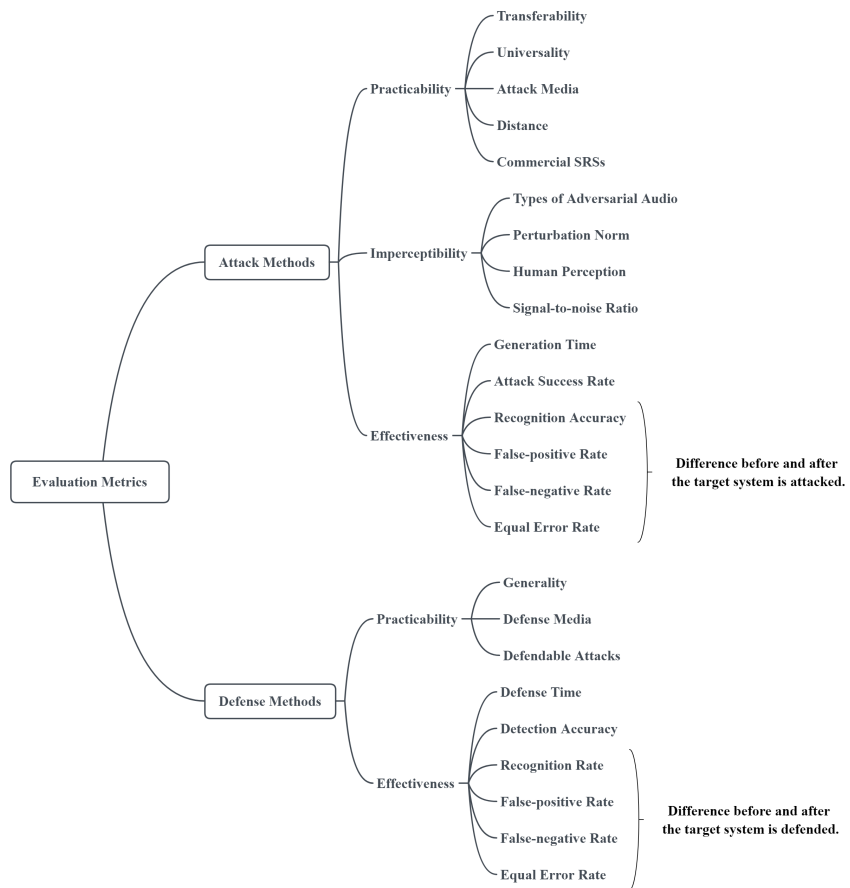 Evaluation Metrics
Attack Methods
Practicability
Transferability
Universality
Attack Media
Distance
Commercial SRSs
Imperceptibility
Types of Adversarial Audio
Perturbation Norm
Human Perception
Signal-to-noise Ratio
Effectiveness
Generation Time
Attack Success Rate
Recognition Accuracy
False-positive Rate
False-negative Rate
Equal Error Rate
Difference before and after
the target system is attacked.
Defense Methods
Practicability
Generality
Defense Media
Defendable Attacks
Effectiveness
Defense Time
Detection Accuracy
Recognition Rate
False-positive Rate
False-negative Rate
Equal Error Rate
Difference before and after
the target system is defended.